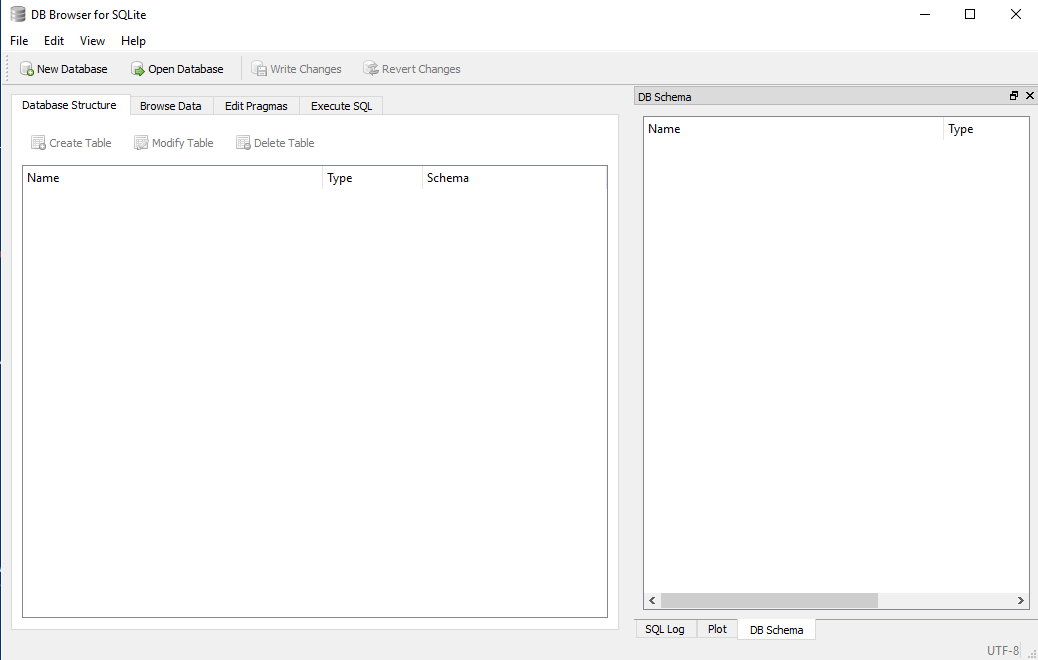 DB Browser for SQLite
File Edit View Help
New Database Open Database Write Changes Revert Changes
Database Structure Browse Data Edit Pragmas Execute SQL
Create Table Modify Table Delete Table
Name Type Schema
DB Schema
Name Type
SQL Log Plot DB Schema
UTF-8